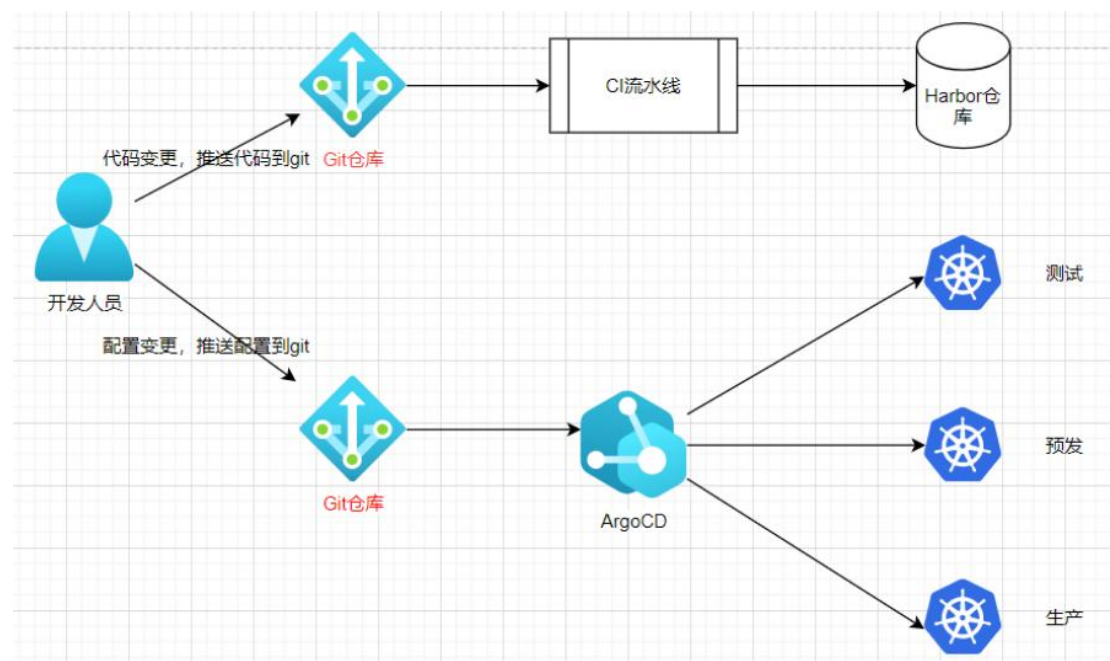 CI流水线
Harbor仓
库
代码变更，推送代码到git
Git仓库
测试
开发人员
配置变更，推送配置到git
预发
Git仓库
ArgoCD
生产